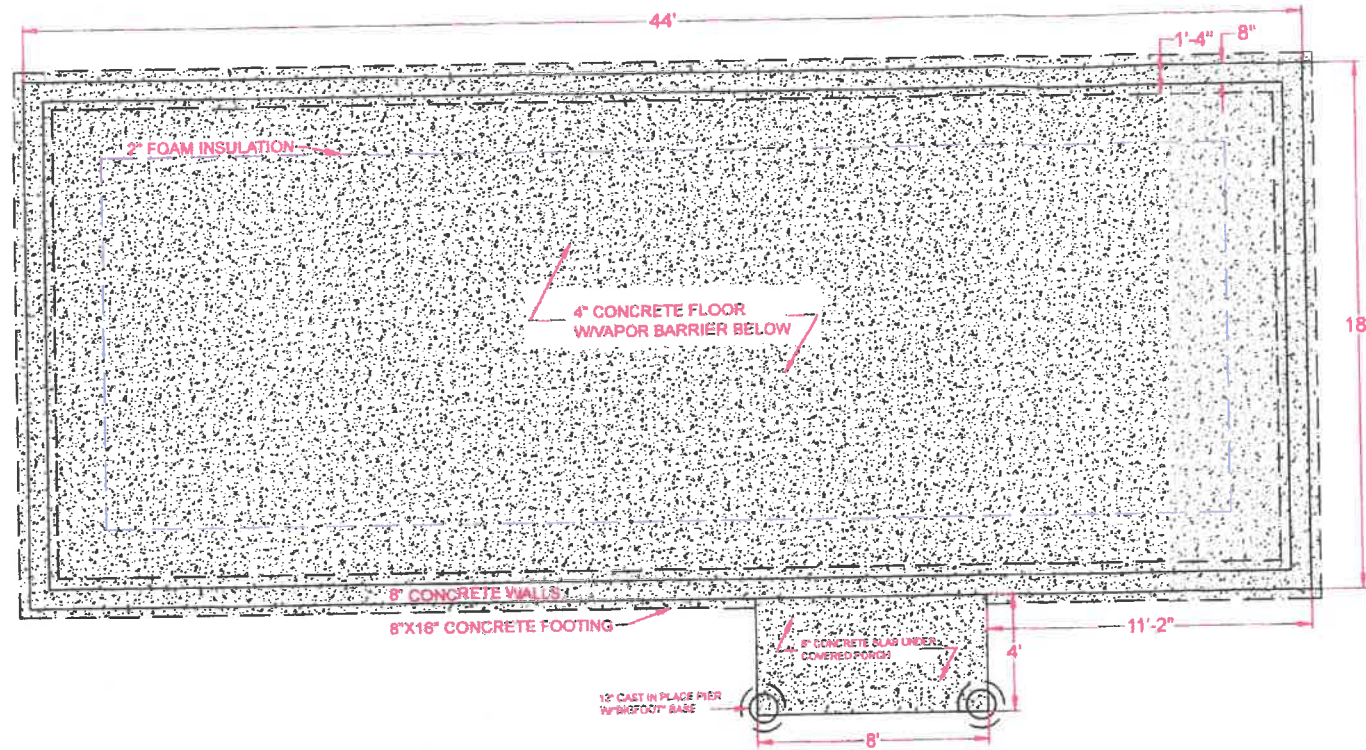 44'
1'-4"
8"
2" FOAM INSULATION
4" CONCRETE FLOOR
W/VAPOR BARRIER BELOW
18
8" CONCRETE WALLS
8"X16" CONCRETE FOOTING
11'-2"
CONCRETE SLAB UNDER
COVERED PORCH
4'
12" CAST IN PLACE PIER
W/"BIGFOOT" BASE
8'